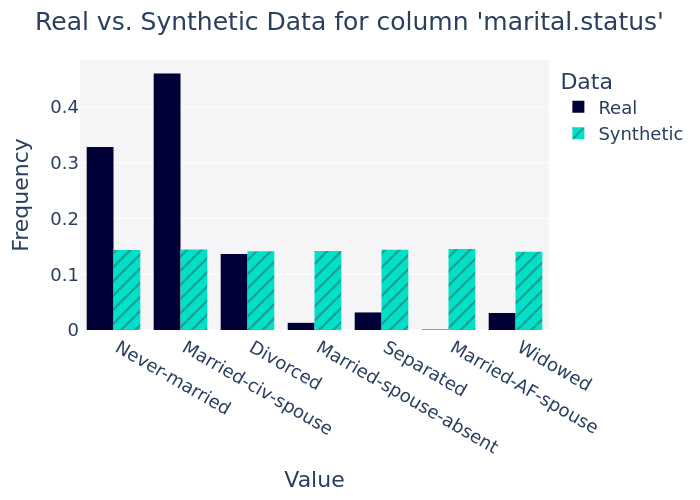 Real vs. Synthetic Data for column 'marital.status'
Data
Real
Synthetic
Frequency
0.4
0.3
0.2
0.1
0
Never-married
Married-civ-spouse
Divorced
Married-spouse-absent
Separated
Married-AF-spouse
Widowed
Value